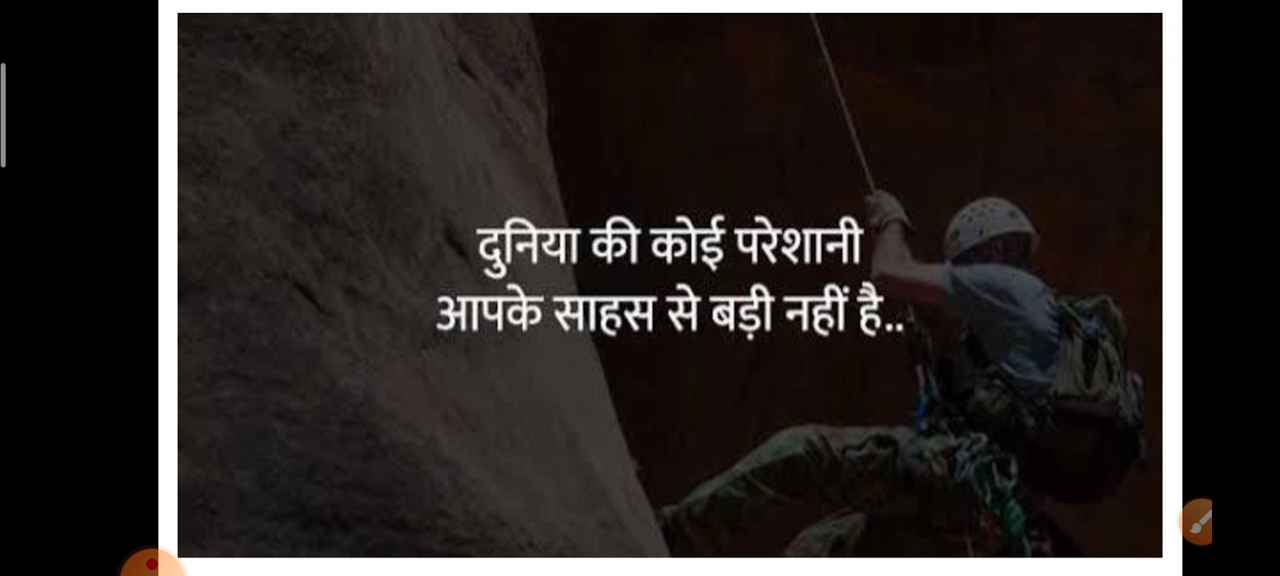 दुनिया की कोई परेशानी
आपके साहस से बड़ी नहीं है..